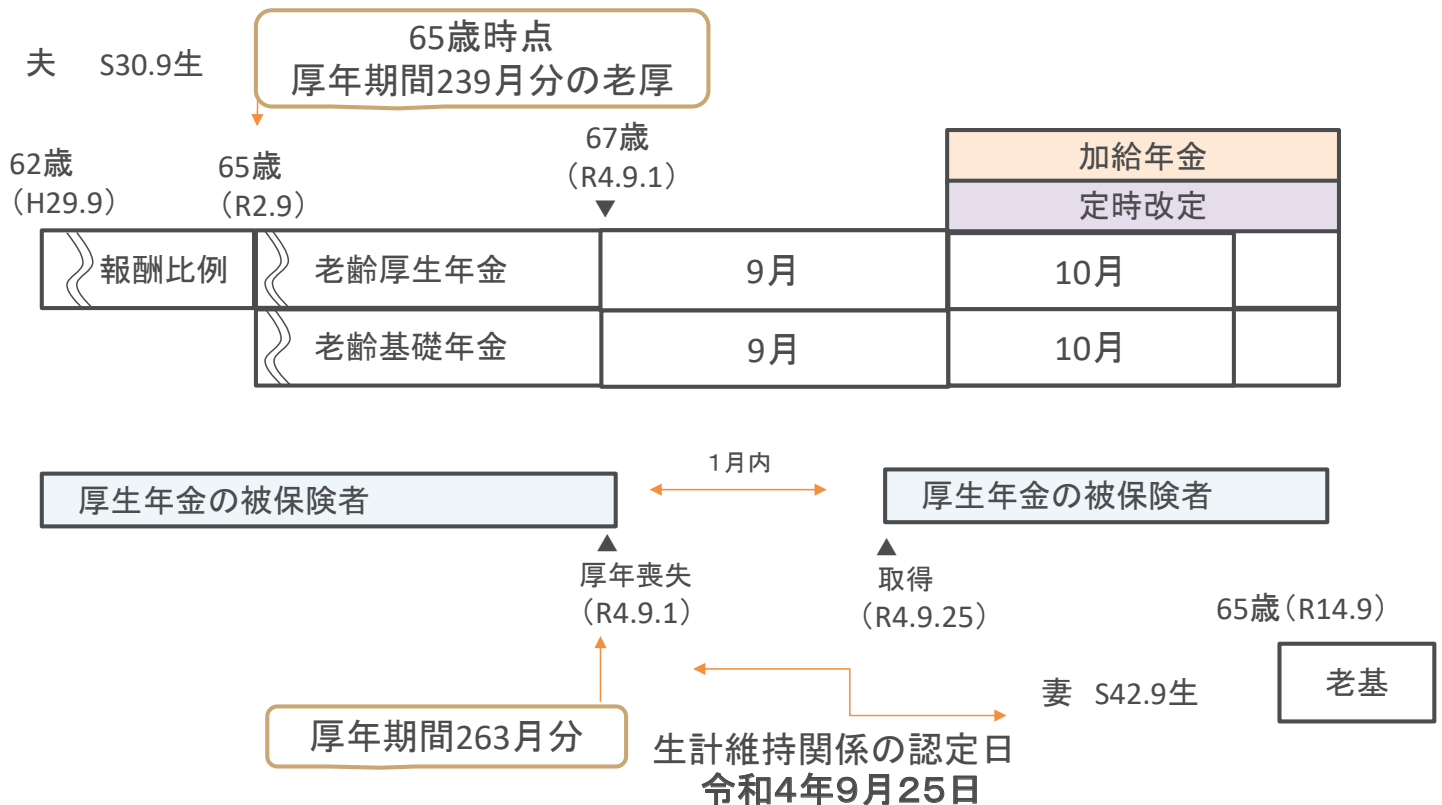 夫 S30.9生
65歳時点
厚年期間239月分の老厚
62歳
（H29.9）
65歳
（R2.9）
67歳
（R4.9.1）
▼
加給年金
定時改定
報酬比例
老齢厚生年金
9月
10月
老齢基礎年金
9月
10月
厚生年金の被保険者
１月内
厚生年金の被保険者
▲
厚年喪失
（R4.9.1）
▲
取得
（R4.9.25）
65歳（R14.9）
妻 S42.9生
老基
厚年期間263月分
生計維持関係の認定日
令和４年９月２５日